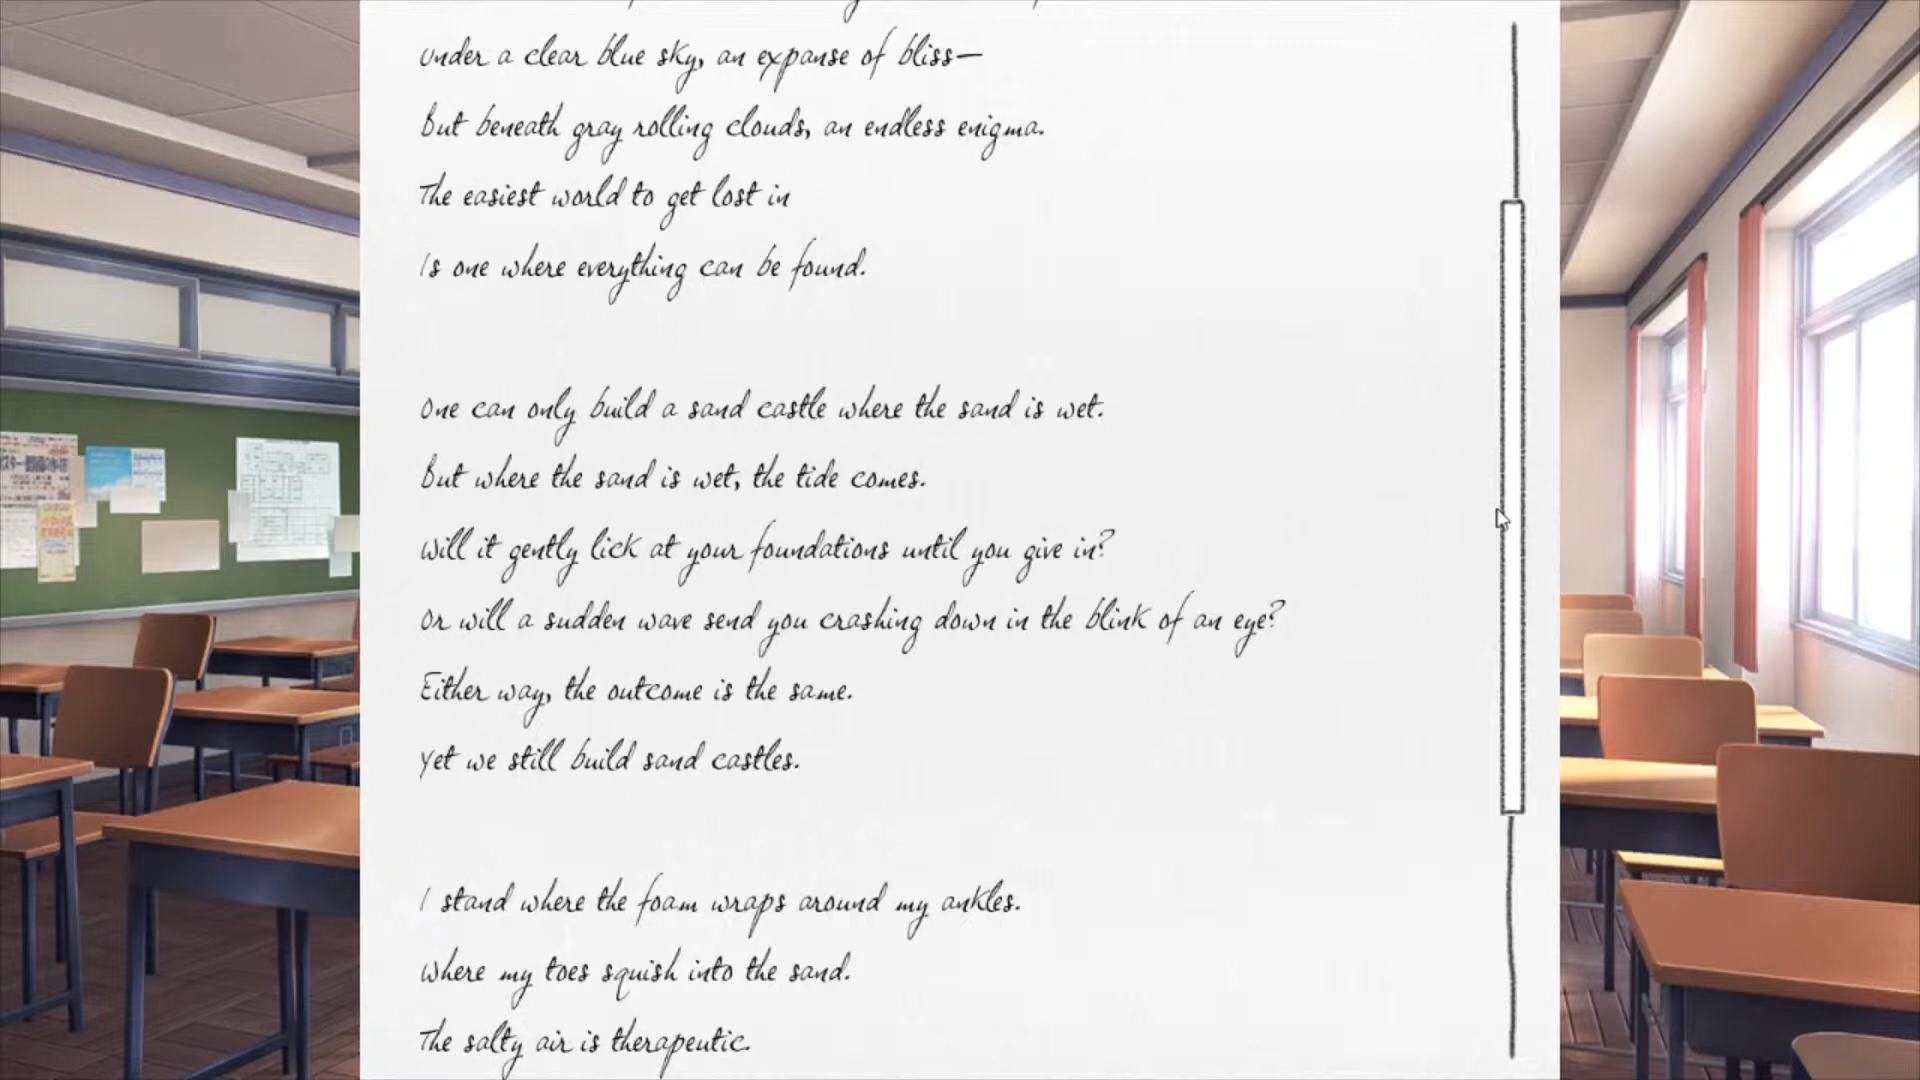 Under a clear blue sky, an expanse of bliss—
But beneath gray rolling clouds, an endless enigma.
The easiest world to get lost in
Is one where everything can be found.
One can only build a sand castle where the sand is wet.
But where the sand is wet, the tide comes.
Will it gently lick at your foundations until you give in?
Or will a sudden wave send you crashing down in the blink of an eye?
Either way, the outcome is the same.
Yet we still build sand castles.
I stand where the foam wraps around my ankles.
Where my toes squish into the sand.
The salty air is therapeutic.